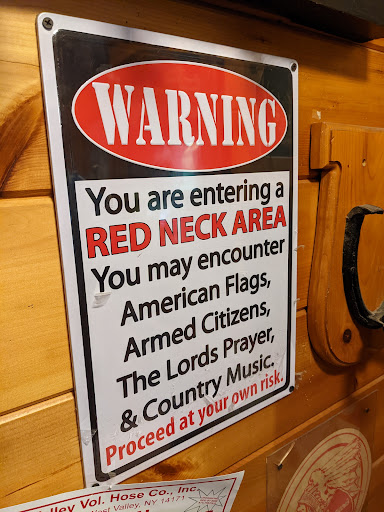 WARNING
You are entering a
RED NECK AREA
You may encounter
American Flags,
Armed Citizens,
The Lords Prayer,
& Country Music.
Proceed at your own risk.
lley Vol. Hose Co., Inc.
West Valley, NY 14171